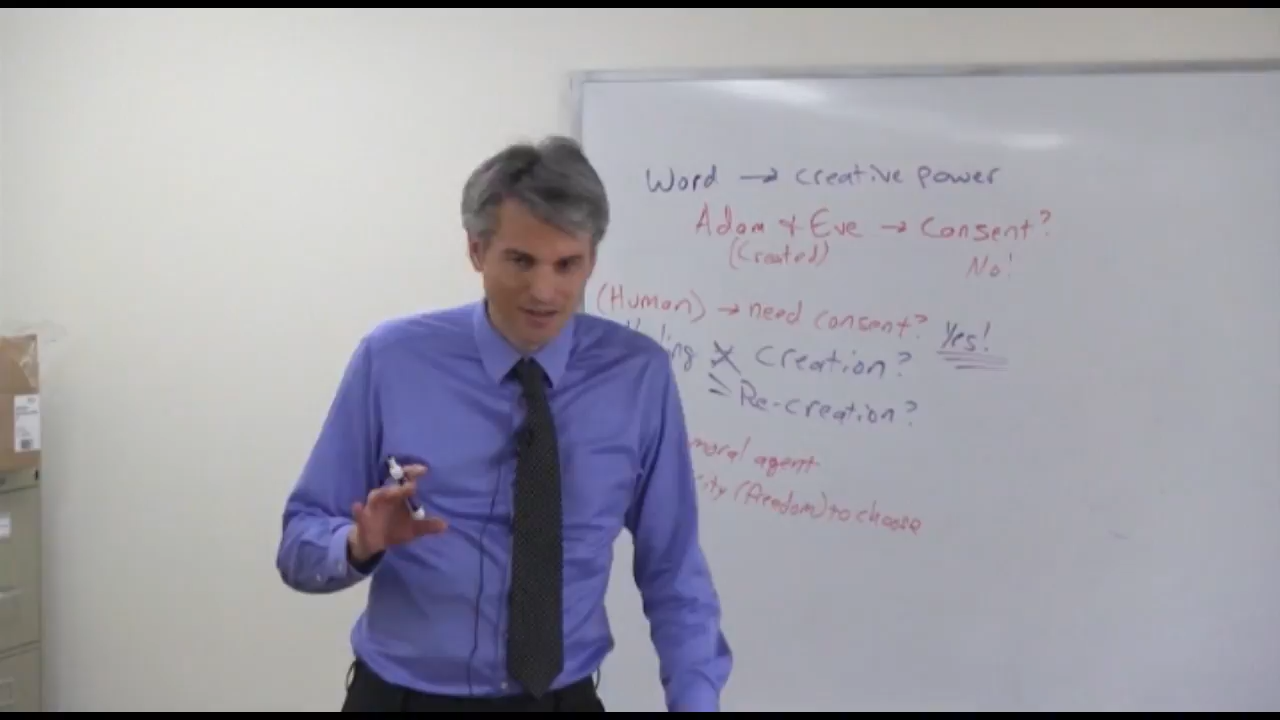 Word → creative power
Adam & Eve → Consent?
(Created) No!
(Human) → need consent? Yes!
Creation?
Re-creation?
moral agent
(freedom) to choose